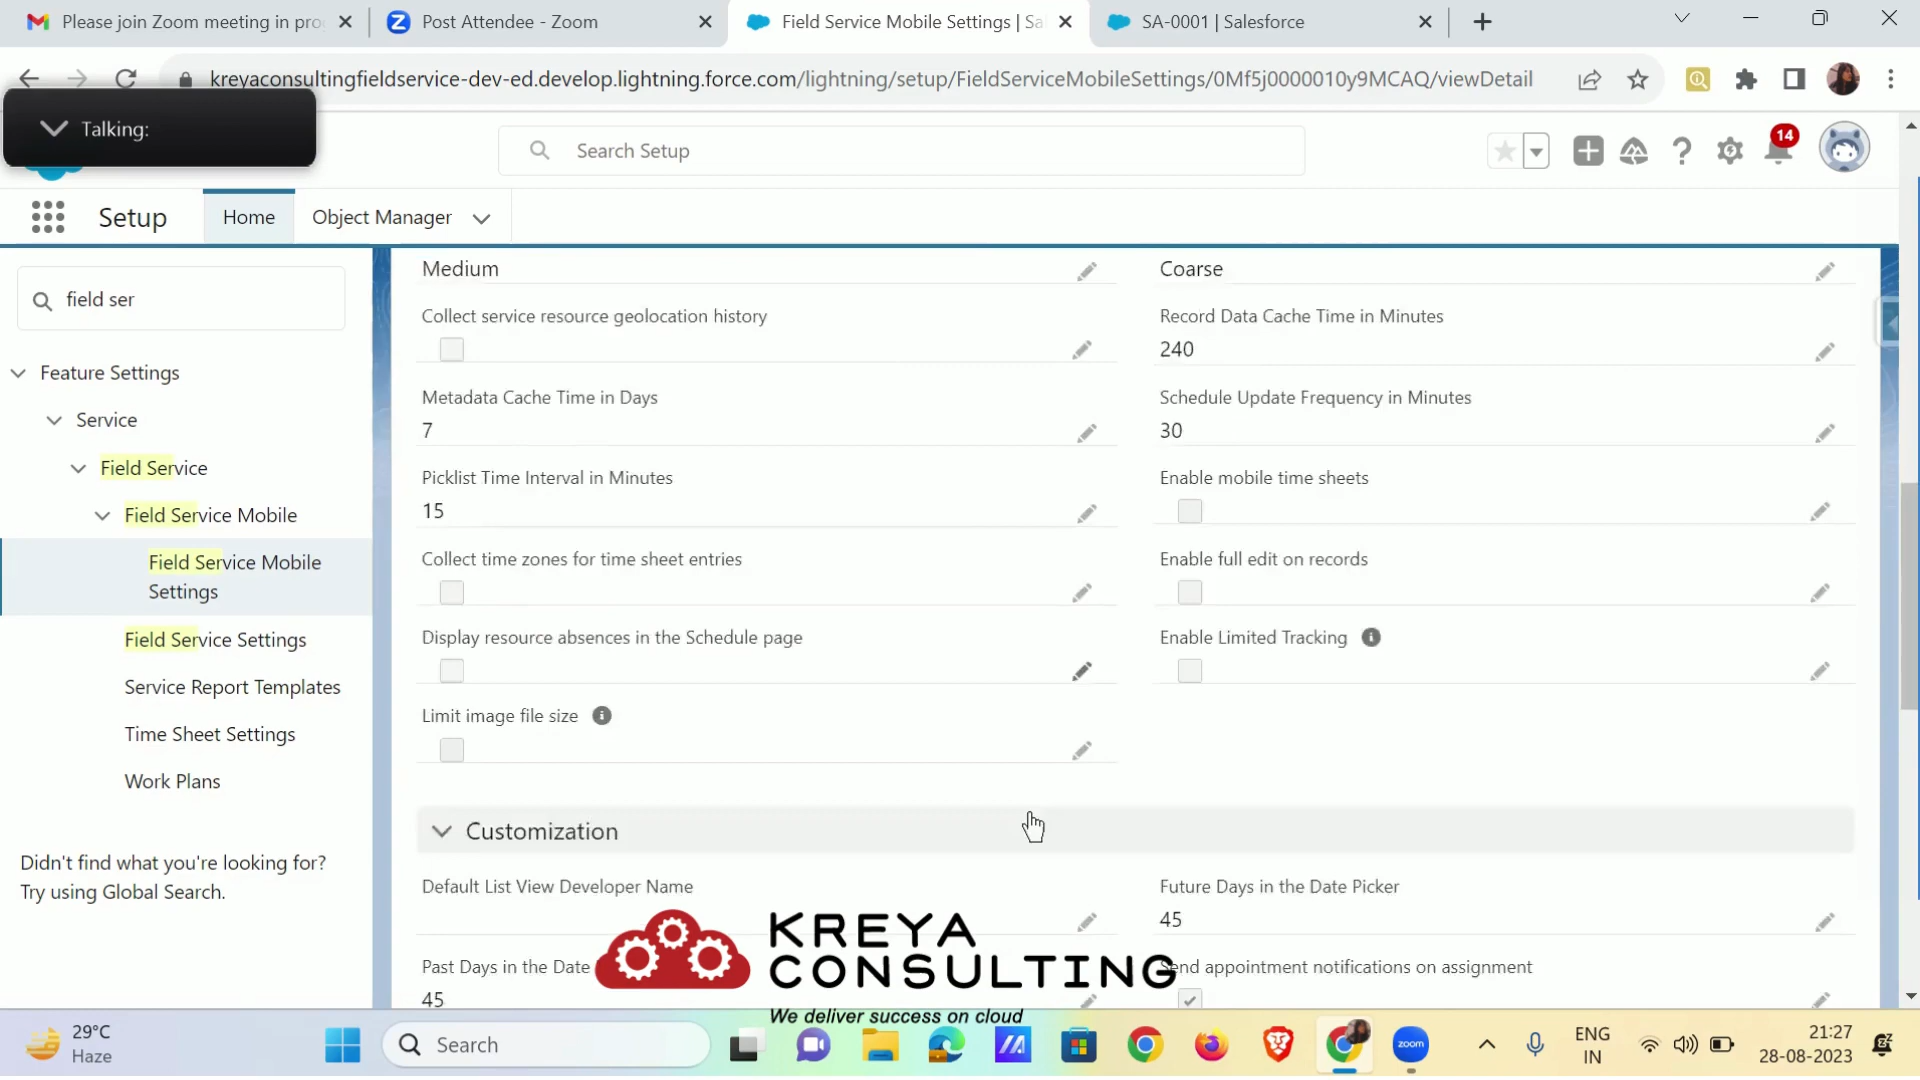 Please join Zoom meeting in pro
Post Attendee - Zoom
Field Service Mobile Settings | Sa
SA-0001 | Salesforce
kreyaconsultingfieldservice-dev-ed.develop.lightning.force.com/lightning/setup/FieldServiceMobileSettings/0Mf5j0000010y9MCAQ/viewDetail
Talking:
Search Setup
14
Setup
Home
Object Manager
field ser
Feature Settings
Service
Field Service
Field Service Mobile
Field Service Mobile
Settings
Field Service Settings
Service Report Templates
Time Sheet Settings
Work Plans
Didn't find what you're looking for?
Try using Global Search.
Medium
Coarse
Collect service resource geolocation history
Record Data Cache Time in Minutes
240
Metadata Cache Time in Days
7
Schedule Update Frequency in Minutes
30
Picklist Time Interval in Minutes
15
Enable mobile time sheets
Collect time zones for time sheet entries
Enable full edit on records
Display resource absences in the Schedule page
Enable Limited Tracking
Limit image file size
Customization
Default List View Developer Name
Future Days in the Date Picker
45
Past Days in the Date
45
Send appointment notifications on assignment
KREYA
CONSULTING
We deliver success on cloud
29°C
Haze
Search
zoom
ENG
IN
21:27
28-08-2023